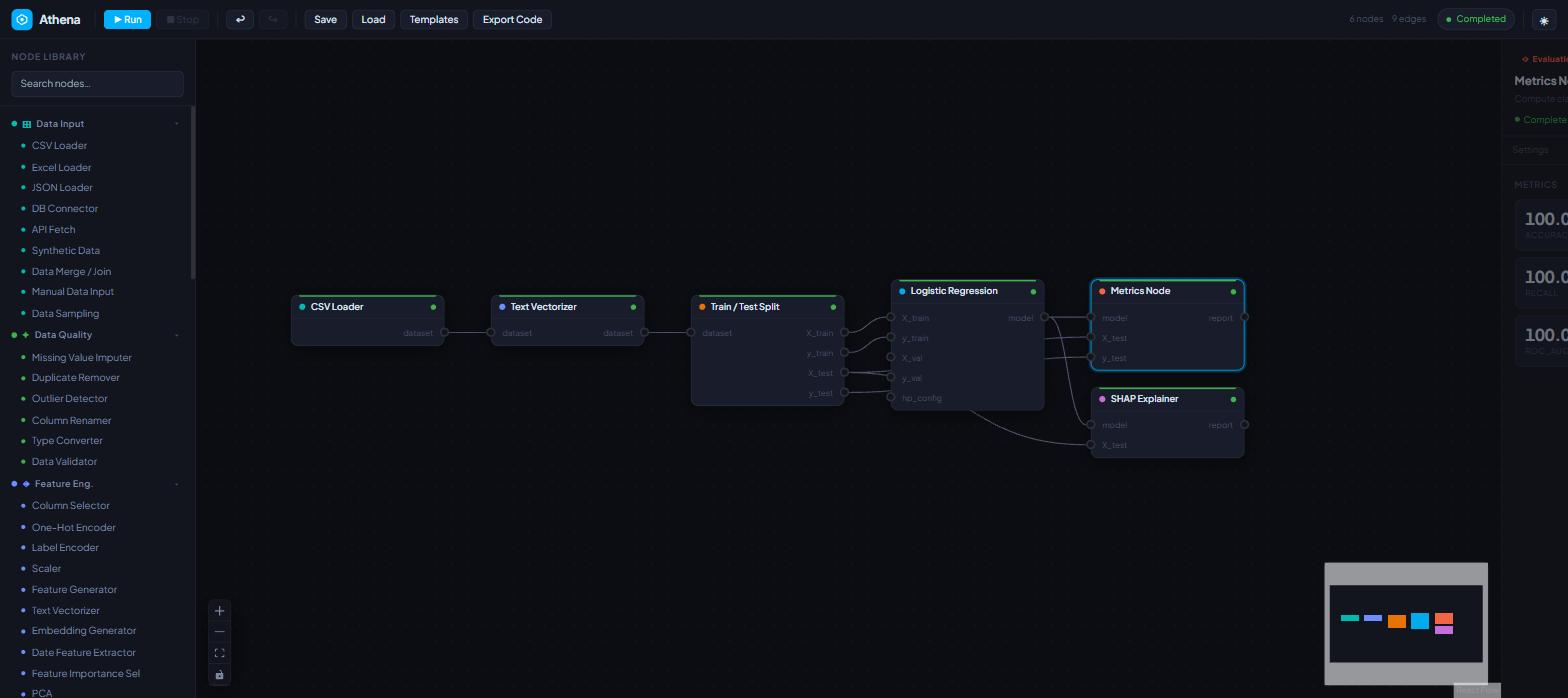 Athena
▶ Run
Stop
Save
Load
Templates
Export Code
6 nodes
9 edges
Completed
NODE LIBRARY
Search nodes...
Data Input
CSV Loader
Excel Loader
JSON Loader
DB Connector
API Fetch
Synthetic Data
Data Merge / Join
Manual Data Input
Data Sampling
Data Quality
Missing Value Imputer
Duplicate Remover
Outlier Detector
Column Renamer
Type Converter
Data Validator
Feature Eng.
Column Selector
One-Hot Encoder
Label Encoder
Scaler
Feature Generator
Text Vectorizer
Embedding Generator
Date Feature Extractor
Feature Importance Sel
PCA
CSV Loader
dataset
Text Vectorizer
dataset dataset
Train / Test Split
dataset X_train
y_train
X_test
y_test
Logistic Regression
X_train model
y_train
X_val
y_val
hp_config
Metrics Node
model report
X_test
y_test
SHAP Explainer
model report
X_test
Evaluatio
Metrics N
Compute cla
Complete
Settings
METRICS
100.0
ACCURAC
100.0
RECALL
100.0
ROC_AU
React Flow